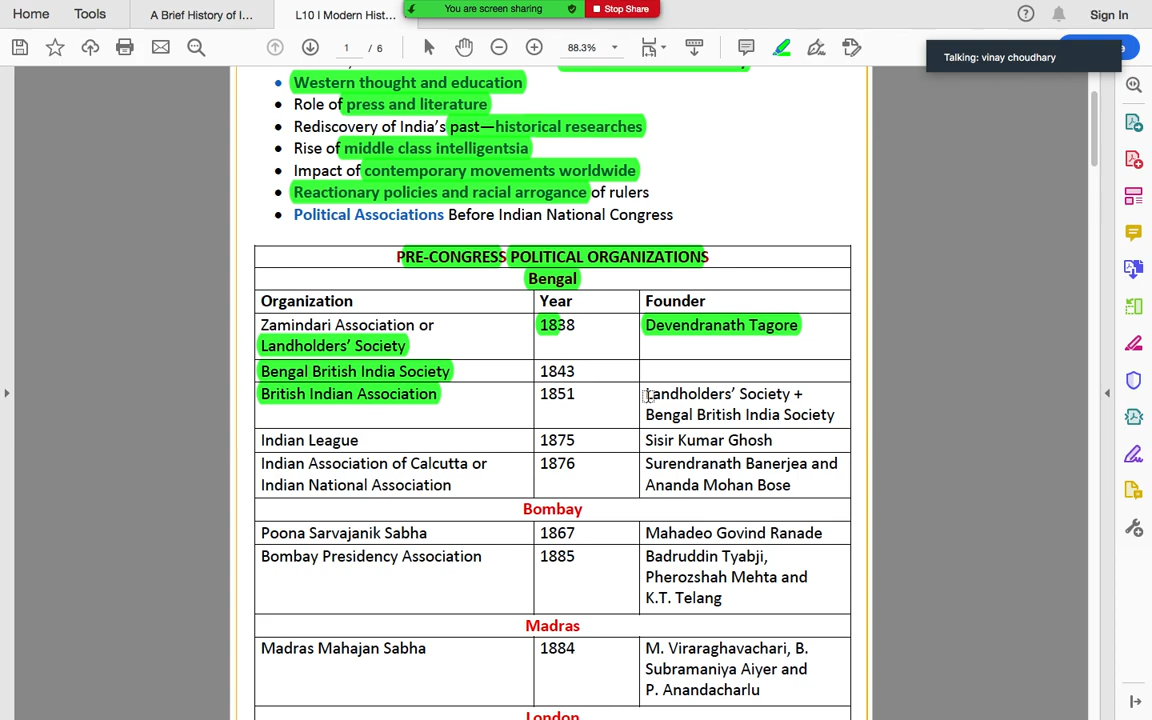 Home Tools A Brief History of I... L10 I Modern Hist...
You are screen sharing Stop Share
Sign In
1 / 6 88.3%
Talking: vinay choudhary
Western thought and education
• Role of press and literature
• Rediscovery of India's past—historical researches
• Rise of middle class intelligentsia
• Impact of contemporary movements worldwide
• Reactionary policies and racial arrogance of rulers
• Political Associations Before Indian National Congress
PRE-CONGRESS POLITICAL ORGANIZATIONS
Bengal
Organization Year Founder
Zamindari Association or 1838 Devendranath Tagore
Landholders' Society
Bengal British India Society 1843
British Indian Association 1851 Landholders' Society +
Bengal British India Society
Indian League 1875 Sisir Kumar Ghosh
Indian Association of Calcutta or 1876 Surendranath Banerjea and
Indian National Association Ananda Mohan Bose
Bombay
Poona Sarvajanik Sabha 1867 Mahadeo Govind Ranade
Bombay Presidency Association 1885 Badruddin Tyabji,
Pherozshah Mehta and
K.T. Telang
Madras
Madras Mahajan Sabha 1884 M. Viraraghavachari, B.
Subramaniya Aiyer and
P. Anandacharlu
London